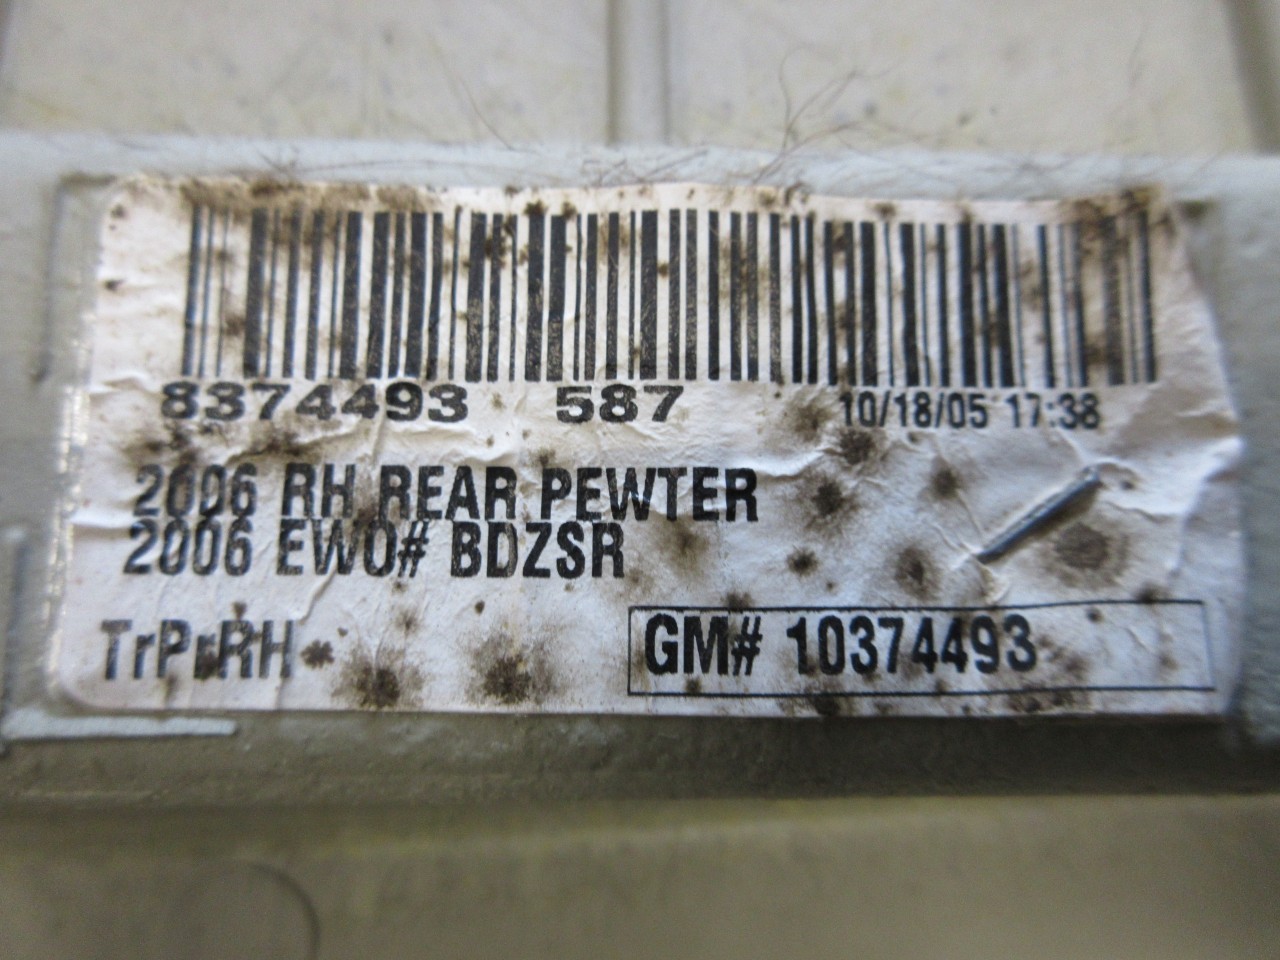 8374493 587 10/18/05 17:38
2006 RH REAR PEWTER
2006 EWO# BDZSR
TrPrRH
GM# 10374493